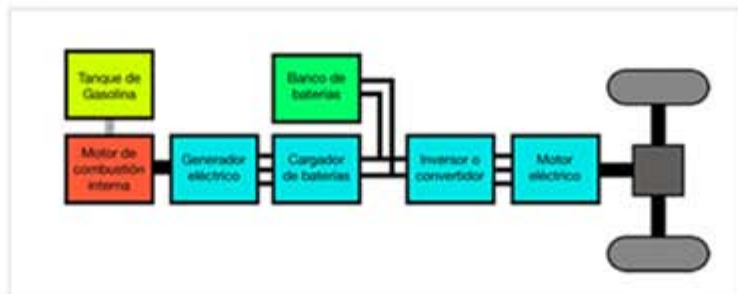 Tanque de
Gasolina
Banco de
baterías
Motor de
combustión
interna
Generador
eléctrico
Cargador
de baterías
Inversor o
convertidor
Motor
eléctrico